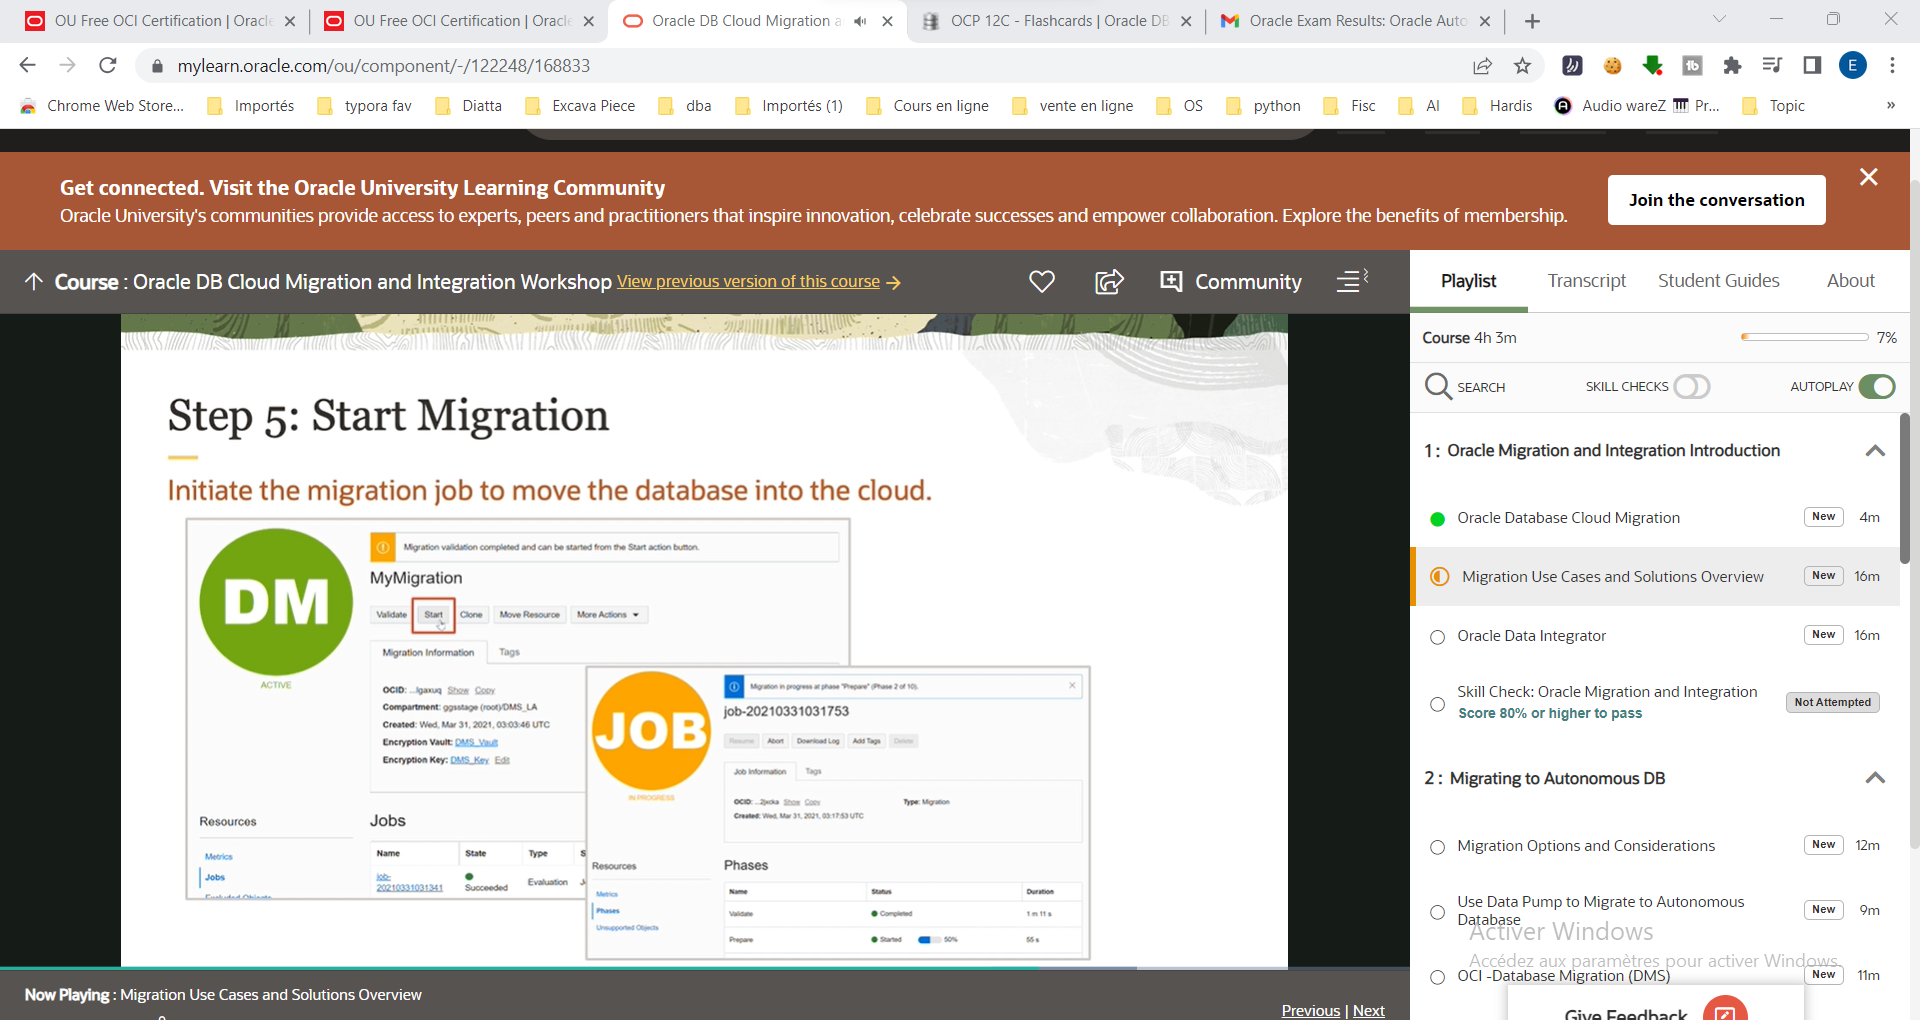 OU Free OCI Certification | Oracle
OU Free OCI Certification | Oracle
Oracle DB Cloud Migration a
OCP 12C - Flashcards | Oracle DB
Oracle Exam Results: Oracle Auto
mylearn.oracle.com/ou/component/-/122248/168833
E
Chrome Web Store...
Importés
typora fav
Diatta
Excava Piece
dba
Importés (1)
Cours en ligne
vente en ligne
OS
python
Fisc
AI
Hardis
Audio wareZ
Pr...
Topic
»
Get connected. Visit the Oracle University Learning Community
Oracle University's communities provide access to experts, peers and practitioners that inspire innovation, celebrate successes and empower collaboration. Explore the benefits of membership.
Join the conversation
Course : Oracle DB Cloud Migration and Integration Workshop View previous version of this course
Community
Playlist
Transcript
Student Guides
About
Course 4h 3m
7%
SEARCH
SKILL CHECKS
AUTOPLAY
Step 5: Start Migration
Initiate the migration job to move the database into the cloud.
DM
ACTIVE
Migration validation completed and can be started from the Start action button.
MyMigration
Validate
Start
Clone
Move Resource
More Actions
Migration Information
Tags
OCID: ...lgaxuq Show Copy
Compartment: ggsstage (root)/DMS_LA
Created: Wed, Mar 31, 2021, 03:03:46 UTC
Encryption Vault: DMS_Vault
Encryption Key: DMS_Key Edit
Resources
Metrics
Jobs
Excluded Objects
Jobs
Name
State
Type
S
job-
20210331031341
Succeeded
Evaluation
JOB
IN PROGRESS
Migration in progress at phase "Prepare" (Phase 2 of 10).
job-20210331031753
Resume
Abort
Download Log
Add Tags
Delete
Job Information
Tags
OCID: ...2jxcka Show Copy
Type: Migration
Created: Wed, Mar 31, 2021, 03:17:53 UTC
Resources
Metrics
Phases
Unsupported Objects
Phases
Name
Status
Duration
Validate
Completed
1 m 11 s
Prepare
Started
50%
55 s
1 : Oracle Migration and Integration Introduction
Oracle Database Cloud Migration
New
4m
Migration Use Cases and Solutions Overview
New
16m
Oracle Data Integrator
New
16m
Skill Check: Oracle Migration and Integration
Score 80% or higher to pass
Not Attempted
2 : Migrating to Autonomous DB
Migration Options and Considerations
New
12m
Use Data Pump to Migrate to Autonomous
Database
New
9m
Activer Windows
Accédez aux paramètres pour activer Windows.
OCI -Database Migration (DMS)
New
11m
Now Playing : Migration Use Cases and Solutions Overview
Previous | Next
Give Feedback